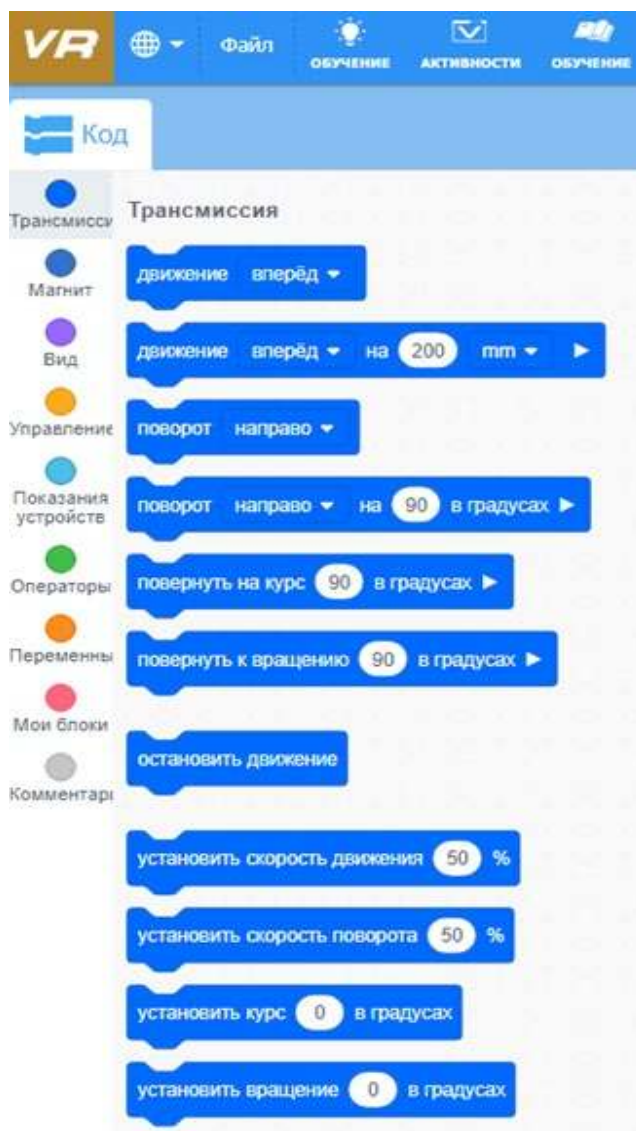 VR
Файл
ОБУЧЕНИЕ
АКТИВНОСТИ
ОБУЧЕНИЕ
Код
Трансмисси
Магнит
Вид
Управление
Показания
устройств
Операторы
Переменны
Мои блоки
Комментар
Трансмиссия
движение вперёд
движение вперёд на 200 mm
поворот направо
поворот направо на 90 в градусах
повернуть на курс 90 в градусах
повернуть к вращению 90 в градусах
остановить движение
установить скорость движения 50 %
установить скорость поворота 50 %
установить курс 0 в градусах
установить вращение 0 в градусах